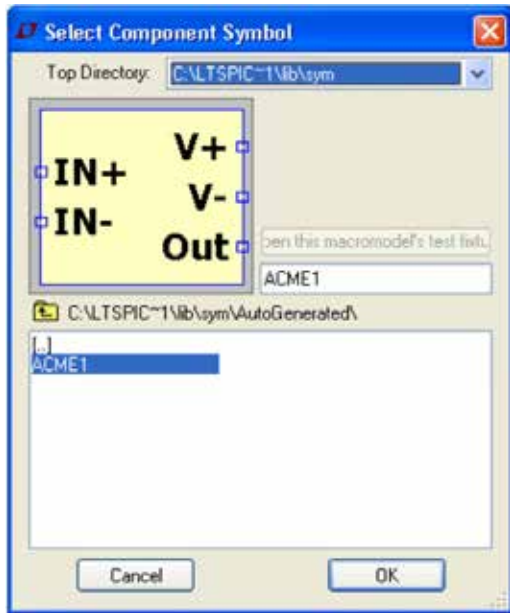 Select Component Symbol
Top Directory: C:\LTSPIC~1\lib\sym
IN+
IN-
V+
V-
Out
pen this macromodel's test fixtu
ACME1
C:\LTSPIC~1\lib\sym\AutoGenerated\
[..]
ACME1
Cancel OK